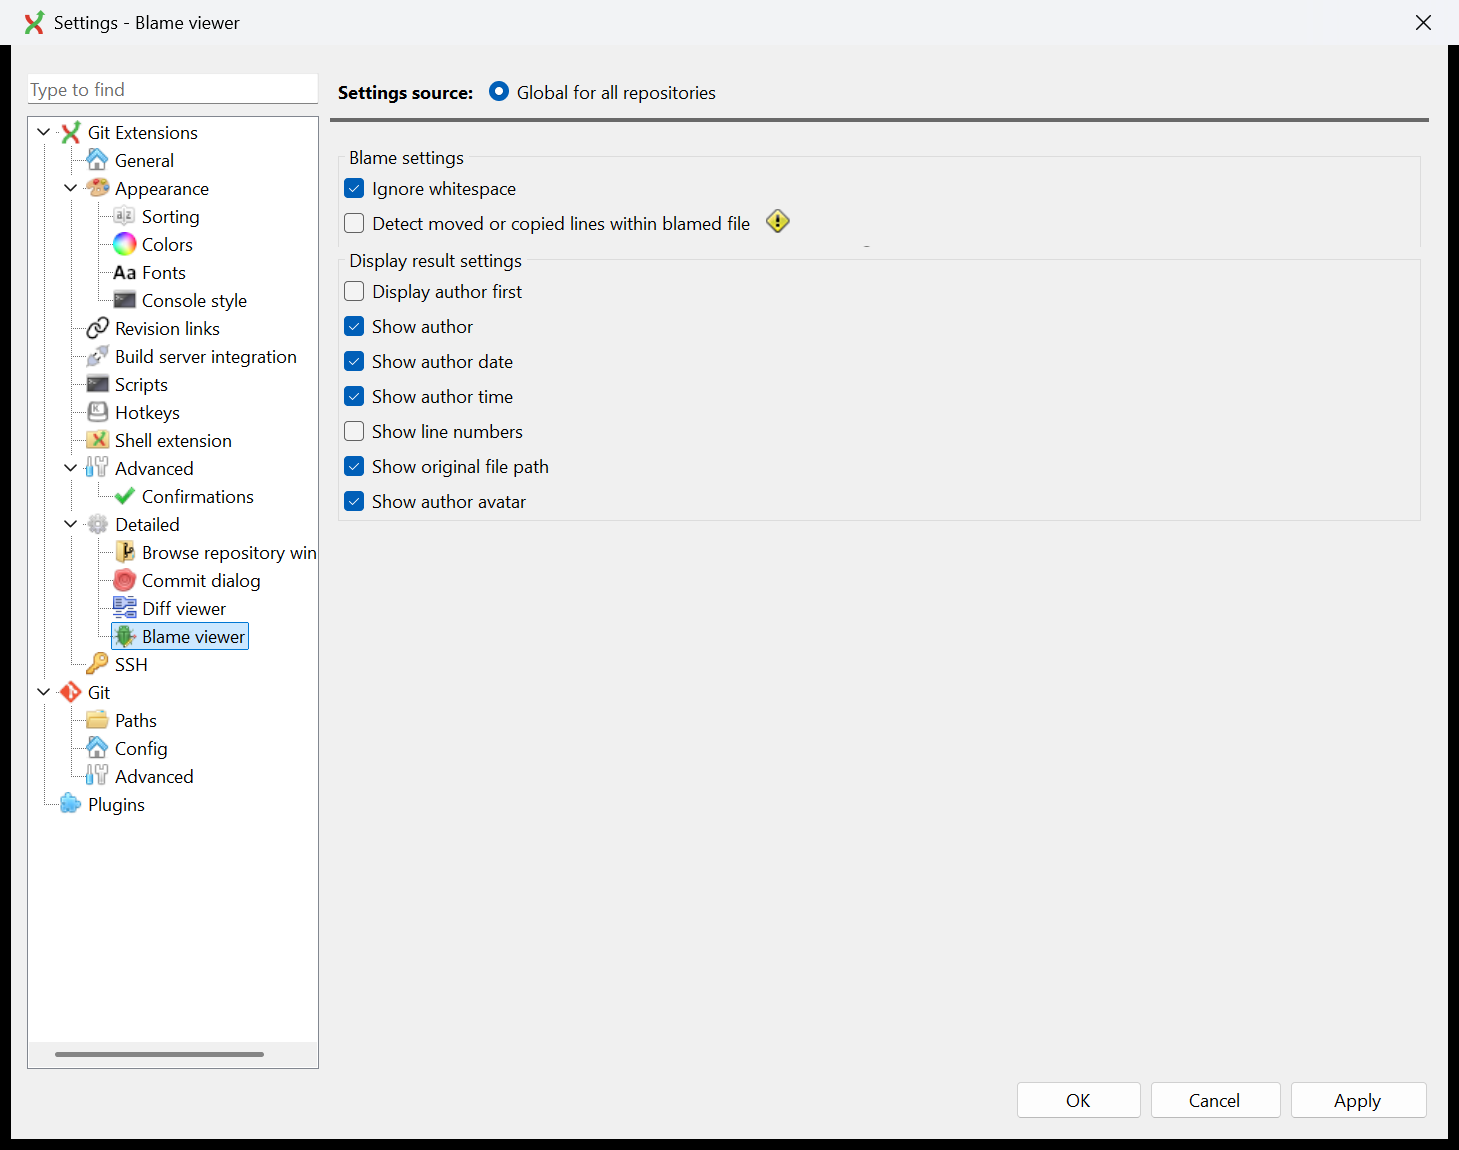 Settings - Blame viewer
Type to find
Git Extensions
General
Appearance
Sorting
Colors
Aa Fonts
Console style
Revision links
Build server integration
Scripts
Hotkeys
Shell extension
Advanced
Confirmations
Detailed
Browse repository win
Commit dialog
Diff viewer
Blame viewer
SSH
Git
Paths
Config
Advanced
Plugins
Settings source: Global for all repositories
Blame settings
Ignore whitespace
Detect moved or copied lines within blamed file
Display result settings
Display author first
Show author
Show author date
Show author time
Show line numbers
Show original file path
Show author avatar
OK Cancel Apply